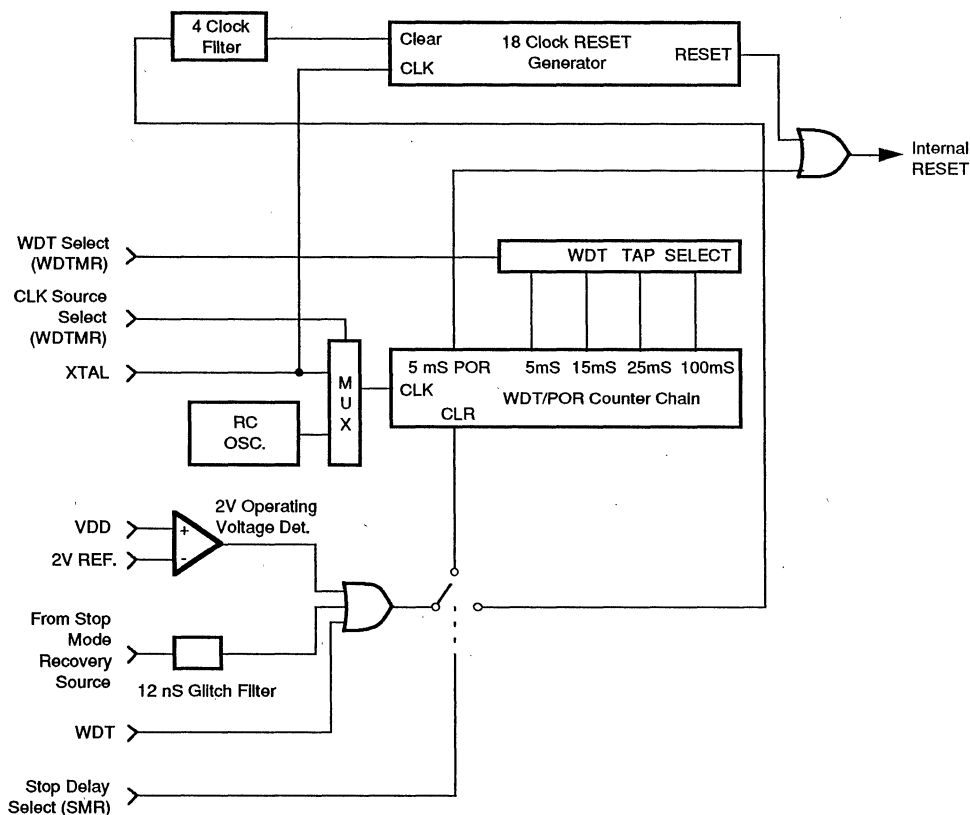 4 Clock
Filter
Clear
CLK
18 Clock RESET
Generator
RESET
Internal
RESET
WDT Select
(WDTMR)
WDT TAP SELECT
CLK Source
Select
(WDTMR)
XTAL
M
U
X
RC
OSC.
5 mS POR
5mS
15mS
25mS
100mS
CLK
WDT/POR Counter Chain
CLR
2V Operating
Voltage Det.
VDD
+
2V REF.
-
From Stop
Mode
Recovery
Source
12 nS Glitch Filter
WDT
Stop Delay
Select (SMR)